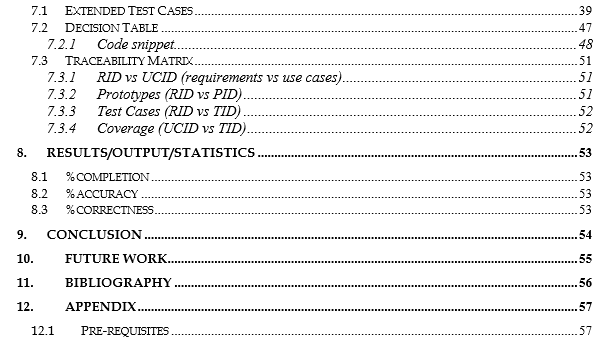 7.1 Extended Test Cases 39
7.2 Decision Table 47
7.2.1 Code snippet 48
7.3 Traceability Matrix 51
7.3.1 RID vs UCID (requirements vs use cases) 51
7.3.2 Prototypes (RID vs PID) 51
7.3.3 Test Cases (RID vs TID) 52
7.3.4 Coverage (UCID vs TID) 52
8. RESULTS/OUTPUT/STATISTICS 53
8.1 % COMPLETION 53
8.2 % ACCURACY 53
8.3 % CORRECTNESS 53
9. CONCLUSION 54
10. FUTURE WORK 55
11. BIBLIOGRAPHY 56
12. APPENDIX 57
12.1 Pre-requisites 57